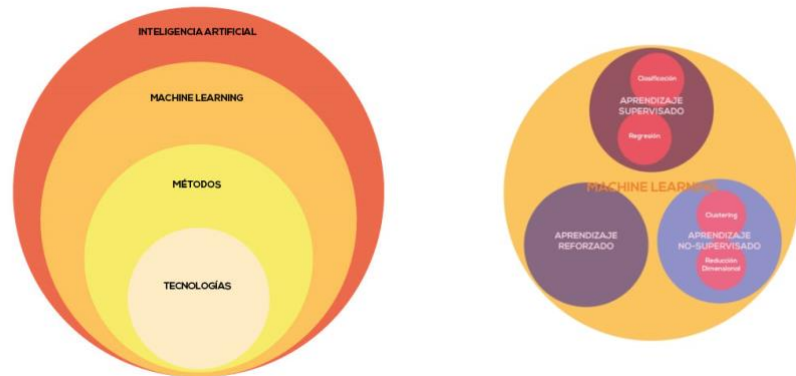 INTELIGENCIA ARTIFICIAL
MACHINE LEARNING
MÉTODOS
TECNOLOGÍAS
Clasificación
APRENDIZAJE
SUPERVISADO
Regresión
MACHINE LEARNING
APRENDIZAJE
REFORZADO
Clustering
APRENDIZAJE
NO-SUPERVISADO
Reducción
Dimensional